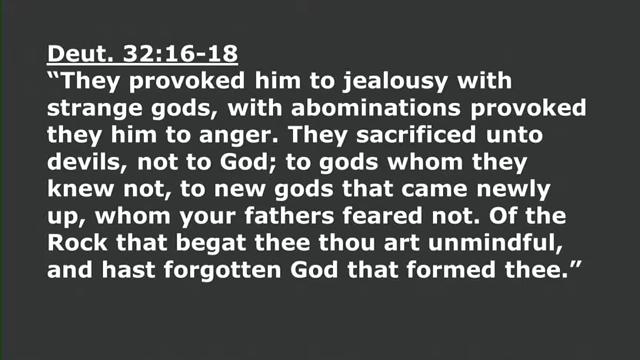 Deut. 32:16-18
“They provoked him to jealousy with
strange gods, with abominations provoked
they him to anger. They sacrificed unto
devils, not to God; to gods whom they
knew not, to new gods that came newly
up, whom your fathers feared not. Of the
Rock that begat thee thou art unmindful,
and hast forgotten God that formed thee.”